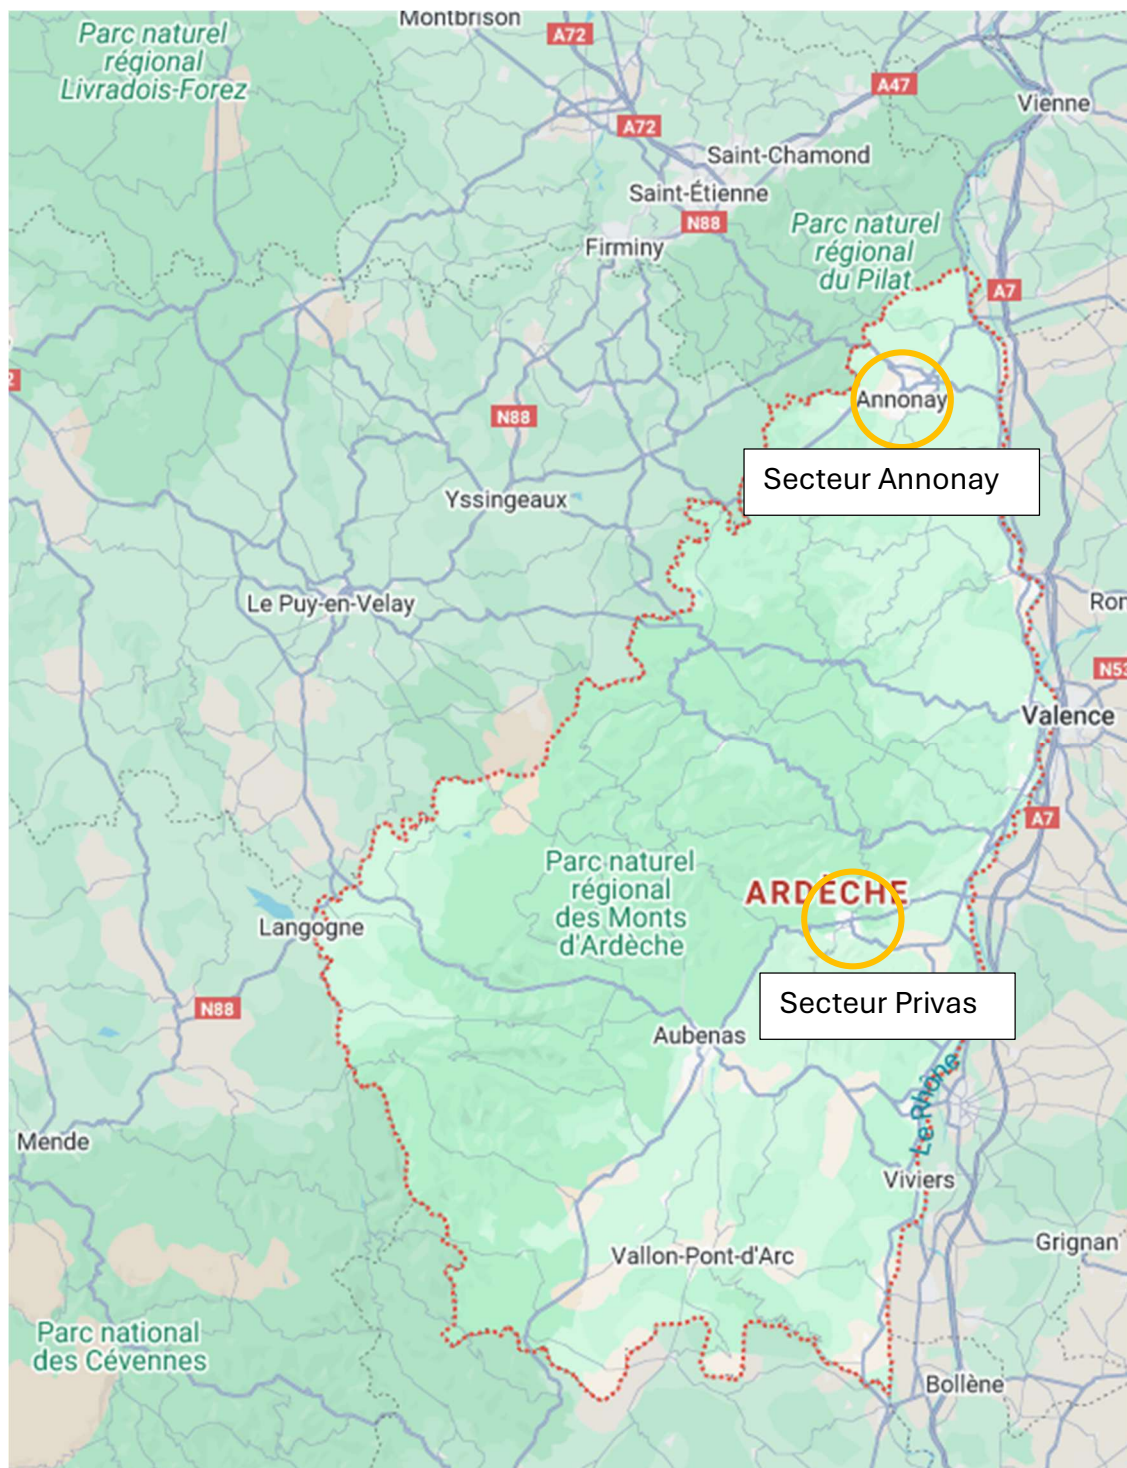 Montbrison
Parc naturel
régional
Livradois-Forez
A72
A47
Vienne
A72
Saint-Chamond
Saint-Étienne
N88
Parc naturel
régional
du Pilat
Firminy
A7
2
Annonay
N88
Secteur Annonay
Yssingeaux
Le Puy-en-Velay
Ror
N53
Valence
A7
Parc naturel
régional
des Monts
d'Ardèche
ARDÈCHE
Langogne
Secteur Privas
N88
Aubenas
Le Rhône
Mende
Viviers
Grignan
Vallon-Pont-d'Arc
Parc national
des Cévennes
Bollène